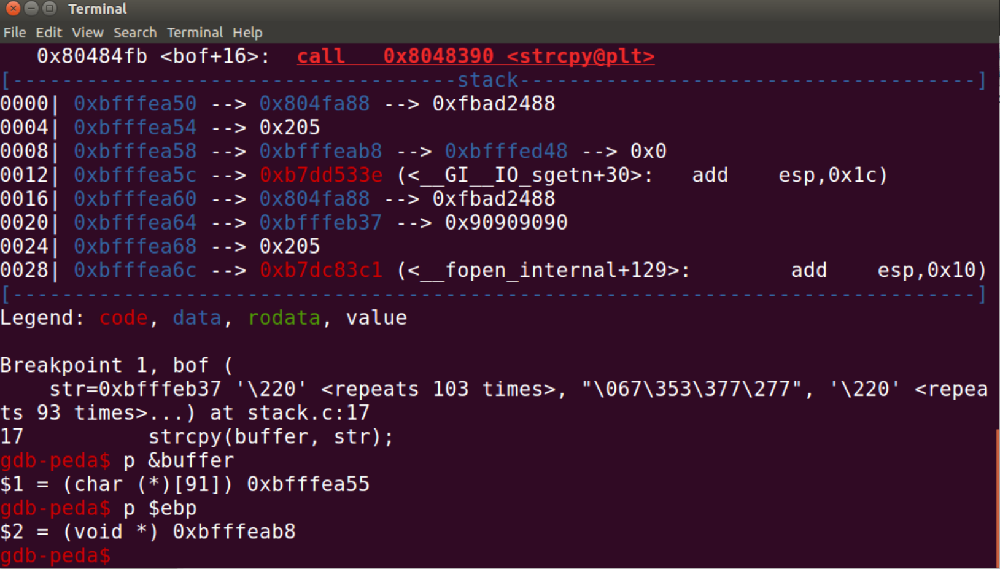 Terminal
File Edit View Search Terminal Help
   0x80484fb <bof+16>:  call   0x8048390 <strcpy@plt>
[------------------------------------stack-------------------------------------]
0000| 0xbfffea50 --> 0x804fa88 --> 0xfbad2488
0004| 0xbfffea54 --> 0x205
0008| 0xbfffea58 --> 0xbfffeab8 --> 0xbfffed48 --> 0x0
0012| 0xbfffea5c --> 0xb7dd533e (<__GI__IO_sgetn+30>:   add    esp,0x1c)
0016| 0xbfffea60 --> 0x804fa88 --> 0xfbad2488
0020| 0xbfffea64 --> 0xbfffeb37 --> 0x90909090
0024| 0xbfffea68 --> 0x205
0028| 0xbfffea6c --> 0xb7dc83c1 (<__fopen_internal+129>:        add    esp,0x10)
[------------------------------------------------------------------------------]
Legend: code, data, rodata, value
Breakpoint 1, bof (
    str=0xbfffeb37 '\220' <repeats 103 times>, "\067\353\377\277", '\220' <repea
ts 93 times>...) at stack.c:17
17          strcpy(buffer, str);
gdb-peda$ p &buffer
$1 = (char (*)[91]) 0xbfffea55
gdb-peda$ p $ebp
$2 = (void *) 0xbfffeab8
gdb-peda$